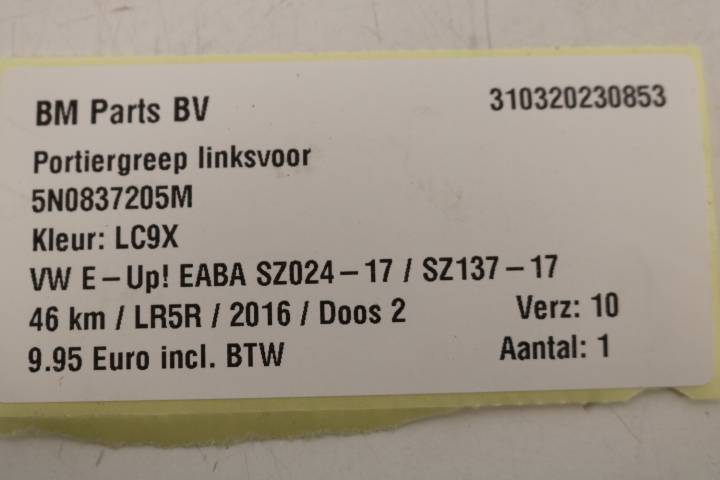 BM Parts BV 310320230853
Portiergreep linksvoor
5N0837205M
Kleur: LC9X
VW E-Up! EABA SZ024-17 / SZ137-17
46 km / LR5R / 2016 / Doos 2 Verz: 10
9.95 Euro incl. BTW Aantal: 1